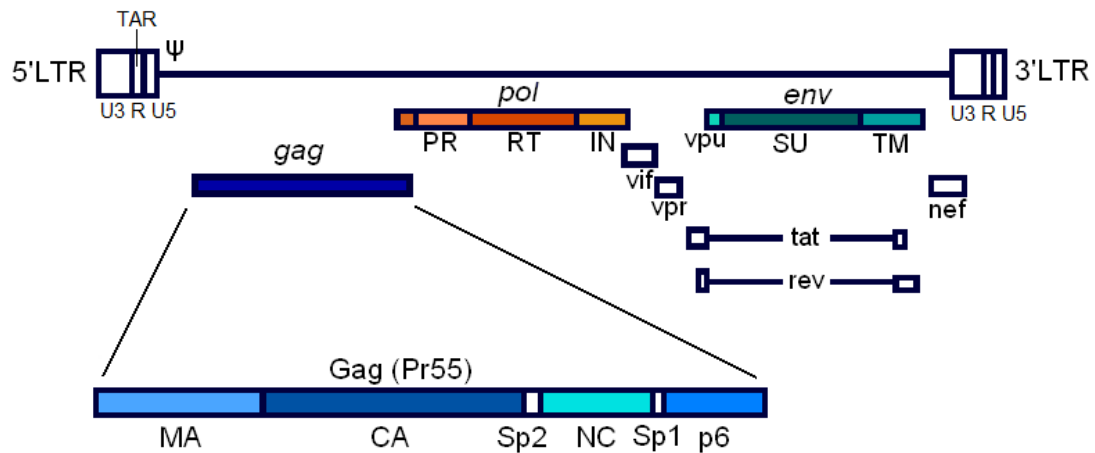 TAR
5'LTR
Ψ
3'LTR
U3 R U5
U3 R U5
pol
env
PR RT IN
vpu SU TM
gag
vif
vpr
nef
tat
rev
Gag (Pr55)
MA CA Sp2 NC Sp1 p6